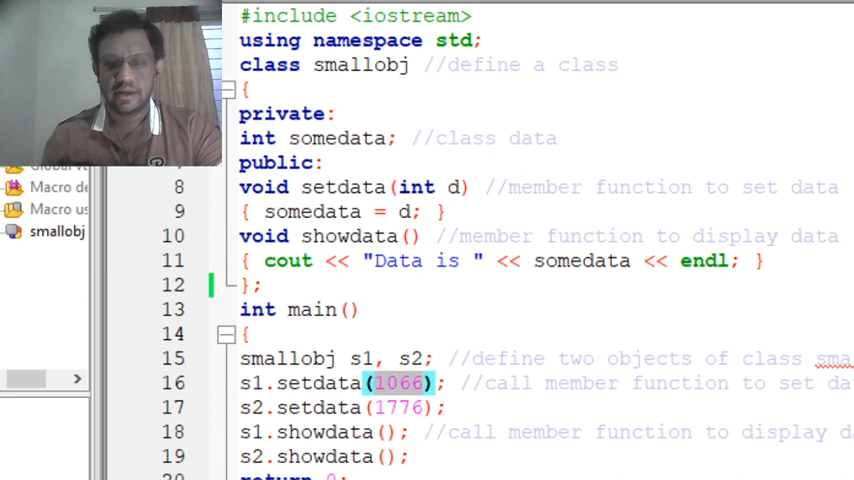 #include <iostream>
using namespace std;
class smallobj //define a class
{
private:
int somedata; //class data
public:
Macro de
8 void setdata(int d) //member function to set data
Macro us
9 { somedata = d; }
smallobj
10 void showdata() //member function to display data
11 { cout << "Data is " << somedata << endl; }
12 };
13 int main()
14 {
15 smallobj s1, s2; //define two objects of class sma
16 s1.setdata(1066); //call member function to set da
17 s2.setdata(1776);
18 s1.showdata(); //call member function to display da
19 s2.showdata();
20 return 0;